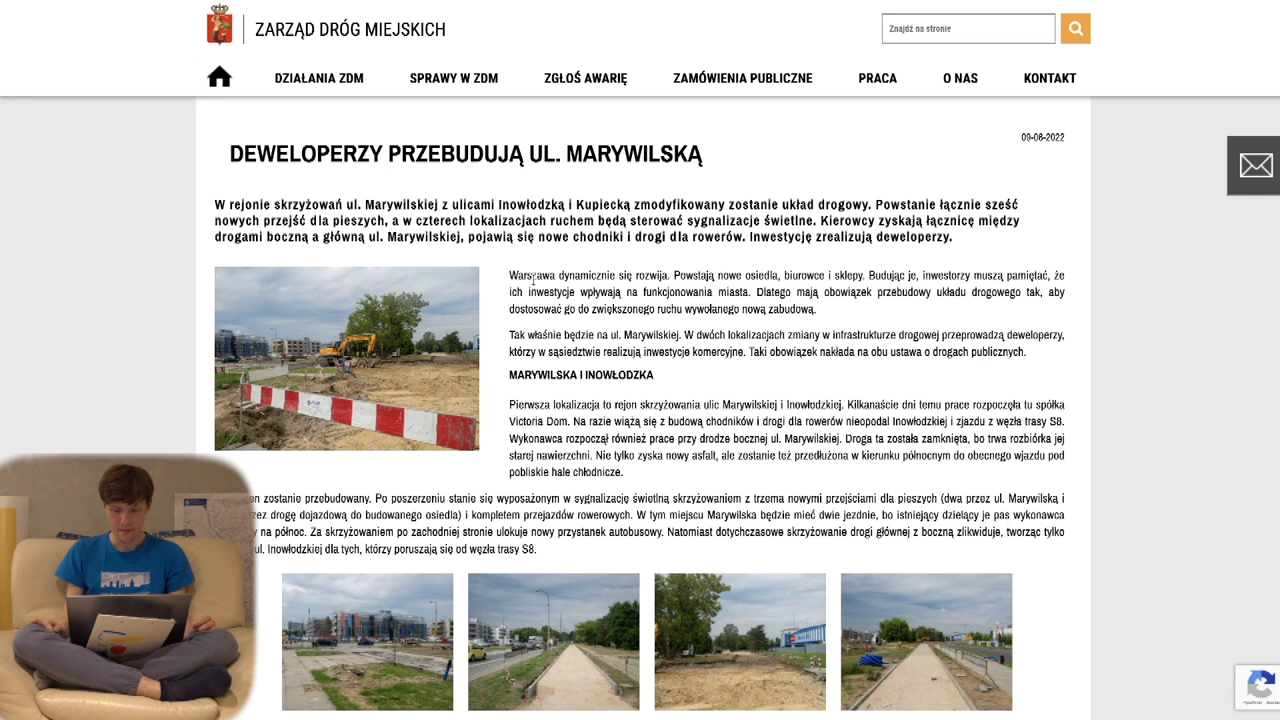 ZARZĄD DRÓG MIEJSKICH
Znajdź na stronie
DZIAŁANIA ZDM
SPRAWY W ZDM
ZGŁOŚ AWARIĘ
ZAMÓWIENIA PUBLICZNE
PRACA
O NAS
KONTAKT
09-06-2022
DEWELOPERZY PRZEBUDUJĄ UL. MARYWILSKĄ
W rejonie skrzyżowań ul. Marywilskiej z ulicami Inowłodzką i Kupiecką zmodyfikowany zostanie układ drogowy. Powstanie łącznie sześć
nowych przejść dla pieszych, a w czterech lokalizacjach ruchem będą sterować sygnalizacje świetlne. Kierowcy zyskają łącznicę między
drogami boczną a główną ul. Marywilskiej, pojawią się nowe chodniki i drogi dla rowerów. Inwestycję zrealizują deweloperzy.
Warszawa dynamicznie się rozwija. Powstają nowe osiedla, biurowce i sklepy. Budując je, inwestorzy muszą pamiętać, że
ich inwestycje wpływają na funkcjonowania miasta. Dlatego mają obowiązek przebudowy układu drogowego tak, aby
dostosować go do zwiększonego ruchu wywołanego nową zabudową.
Tak właśnie będzie na ul. Marywilskiej. W dwóch lokalizacjach zmiany w infrastrukturze drogowej przeprowadzą deweloperzy,
którzy w sąsiedztwie realizują inwestycje komercyjne. Taki obowiązek nakłada na obu ustawa o drogach publicznych.
MARYWILSKA I INOWŁODZKA
Pierwsza lokalizacja to rejon skrzyżowania ulic Marywilskiej i Inowłodzkiej. Kilkanaście dni temu prace rozpoczęła tu spółka
Victoria Dom. Na razie wiążą się z budową chodników i drogi dla rowerów nieopodal Inowłodzkiej i zjazdu z węzła trasy S8.
Wykonawca rozpoczął również prace przy drodze bocznej ul. Marywilskiej. Droga ta została zamknięta, bo trwa rozbiórka jej
starej nawierzchni. Nie tylko zyska nowy asfalt, ale zostanie też przedłużona w kierunku północnym do obecnego wjazdu pod
pobliskie hale chłodnicze.
zostanie przebudowany. Po poszerzeniu stanie się wyposażonym w sygnalizację świetlną skrzyżowaniem z trzema nowymi przejściami dla pieszych (dwa przez ul. Marywilską i
drogę dojazdową do budowanego osiedla) i kompletem przejazdów rowerowych. W tym miejscu Marywilska będzie mieć dwie jezdnie, bo istniejący dzielący je pas wykonawca
na północ. Za skrzyżowaniem po zachodniej stronie ulokuje nowy przystanek autobusowy. Natomiast dotychczasowe skrzyżowanie drogi głównej z boczną zlikwiduje, tworząc tylko
ul. Inowłodzkiej dla tych, którzy poruszają się od węzła trasy S8.